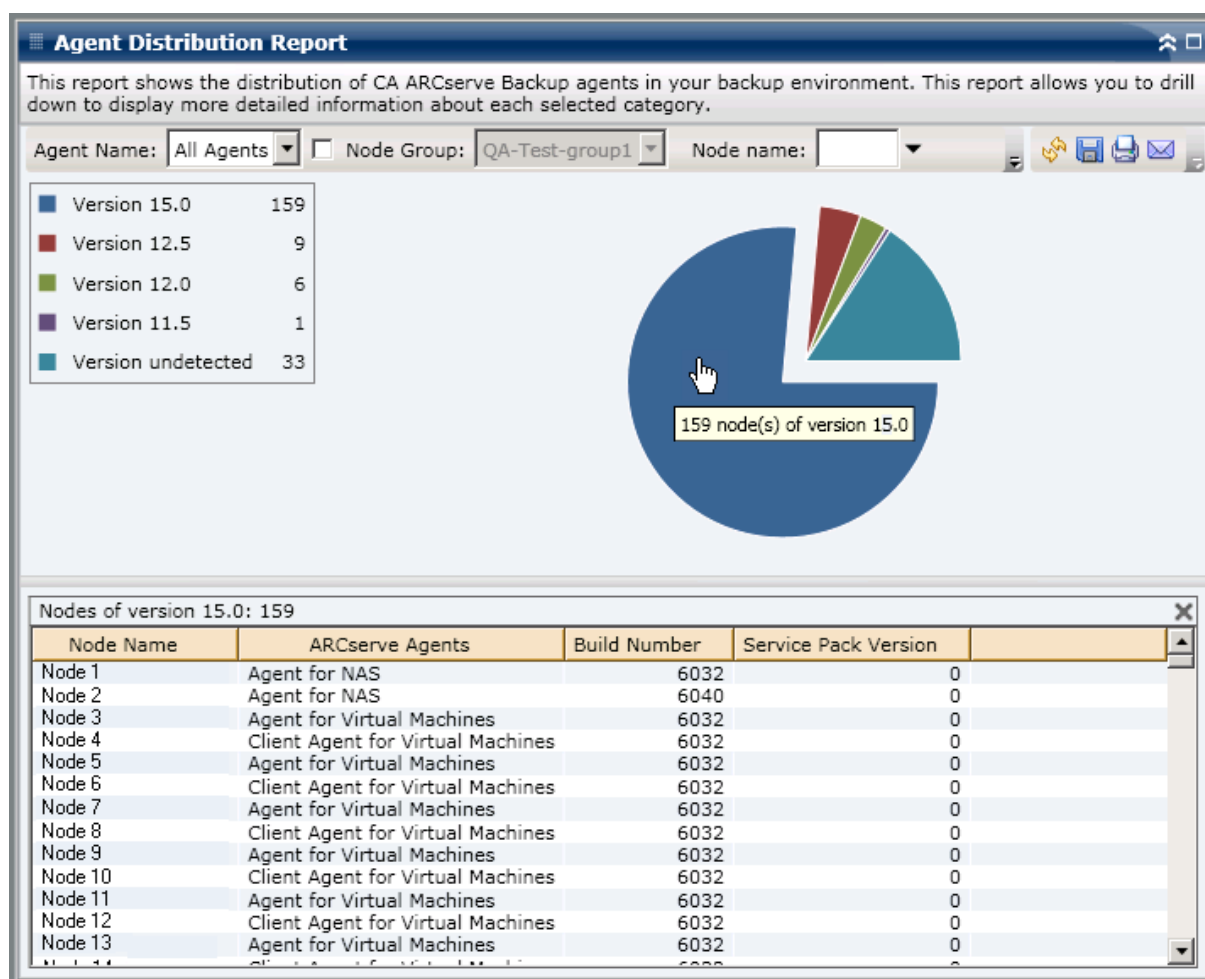 Agent Distribution Report
This report shows the distribution of CA ARCserve Backup agents in your backup environment. This report allows you to drill
down to display more detailed information about each selected category.
Agent Name: All Agents Node Group: QA-Test-group1 Node name:
Version 15.0 159
Version 12.5 9
Version 12.0 6
Version 11.5 1
Version undetected 33
159 node(s) of version 15.0
Nodes of version 15.0: 159
Node Name ARCserve Agents Build Number Service Pack Version
Node 1 Agent for NAS 6032 0
Node 2 Agent for NAS 6040 0
Node 3 Agent for Virtual Machines 6032 0
Node 4 Client Agent for Virtual Machines 6032 0
Node 5 Agent for Virtual Machines 6032 0
Node 6 Client Agent for Virtual Machines 6032 0
Node 7 Agent for Virtual Machines 6032 0
Node 8 Client Agent for Virtual Machines 6032 0
Node 9 Agent for Virtual Machines 6032 0
Node 10 Client Agent for Virtual Machines 6032 0
Node 11 Agent for Virtual Machines 6032 0
Node 12 Client Agent for Virtual Machines 6032 0
Node 13 Agent for Virtual Machines 6032 0